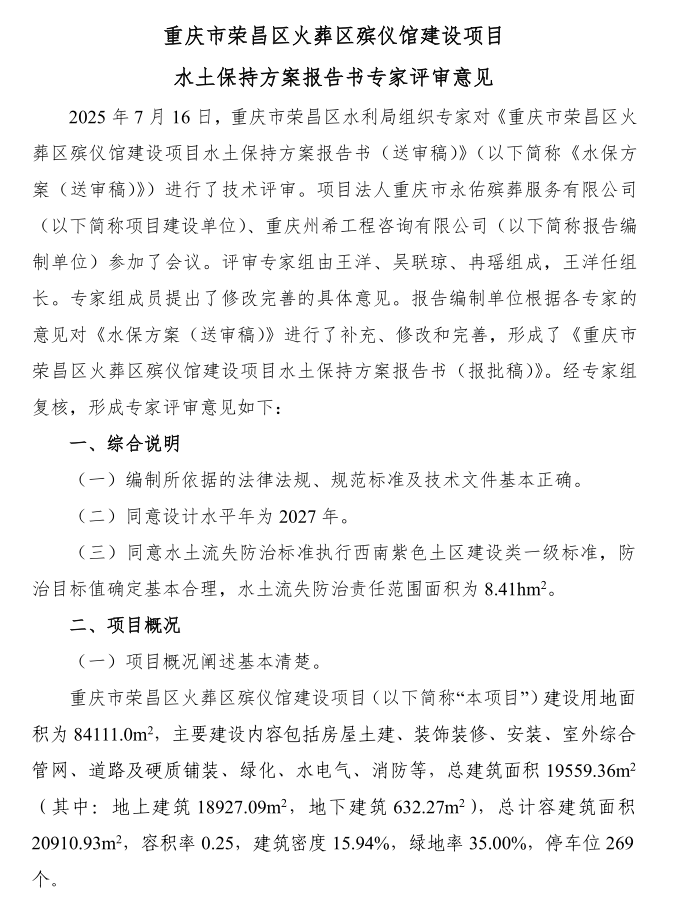 重庆市荣昌区火葬区殡仪馆建设项目
水土保持方案报告书专家评审意见
2025 年 7 月 16 日，重庆市荣昌区水利局组织专家对《重庆市荣昌区火
葬区殡仪馆建设项目水土保持方案报告书（送审稿）》（以下简称《水保方
案（送审稿）》）进行了技术评审。项目法人重庆市永佑殡葬服务有限公司
（以下简称项目建设单位）、重庆州希工程咨询有限公司（以下简称报告编
制单位）参加了会议。评审专家组由王洋、吴联琼、冉瑶组成，王洋任组
长。专家组成员提出了修改完善的具体意见。报告编制单位根据各专家的
意见对《水保方案（送审稿）》进行了补充、修改和完善，形成了《重庆市
荣昌区火葬区殡仪馆建设项目水土保持方案报告书（报批稿）》。经专家组
复核，形成专家评审意见如下：
一、综合说明
（一）编制所依据的法律法规、规范标准及技术文件基本正确。
（二）同意设计水平年为 2027 年。
（三）同意水土流失防治标准执行西南紫色土区建设类一级标准，防
治目标值确定基本合理，水土流失防治责任范围面积为 8.41hm²。
二、项目概况
（一）项目概况阐述基本清楚。
重庆市荣昌区火葬区殡仪馆建设项目（以下简称“本项目”）建设用地面
积为 84111.0m²，主要建设内容包括房屋土建、装饰装修、安装、室外综合
管网、道路及硬质铺装、绿化、水电气、消防等，总建筑面积 19559.36m²
（其中：地上建筑 18927.09m²，地下建筑 632.27m²），总计容建筑面积
20910.93m²，容积率 0.25，建筑密度 15.94%，绿地率 35.00%，停车位 269
个。